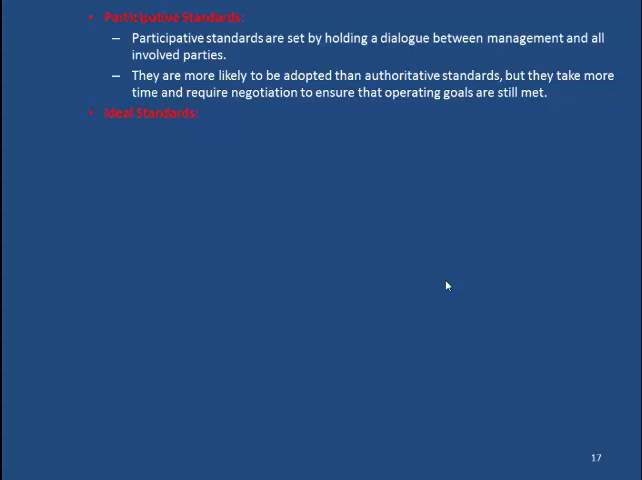 • Participative Standards:
– Participative standards are set by holding a dialogue between management and all
involved parties.
– They are more likely to be adopted than authoritative standards, but they take more
time and require negotiation to ensure that operating goals are still met.
• Ideal Standards:
17